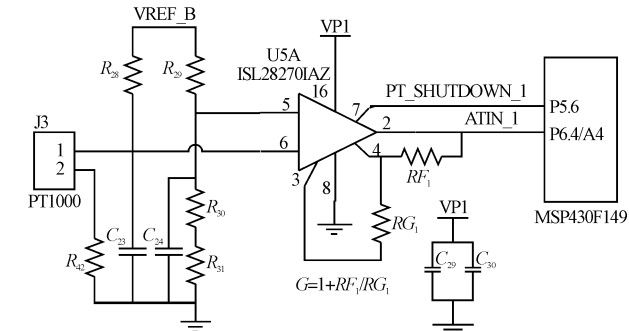 VREF_B
VP1
U5A
ISL28270IAZ
R28
R29
16
PT_SHUTDOWN_1
5
7
P5.6
J3
ATIN_1
2
1
6
P6.4/A4
2
4
3
RF1
PT1000
8
MSP430F149
R30
RG1
VP1
C23
C24
R42
R31
C29
C30
G=1+RF1/RG1